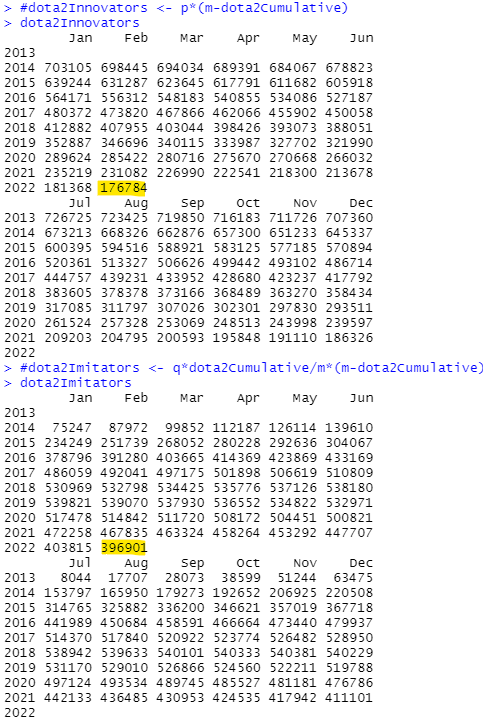 > #dota2Innovators <- p*(m-dota2Cumulative)
> dota2Innovators
Jan Feb Mar Apr May Jun
2013
2014 703105 698445 694034 689391 684067 678823
2015 639244 631287 623645 617791 611682 605918
2016 564171 556312 548183 540855 534086 527187
2017 480372 473820 467866 462066 455902 450058
2018 412882 407955 403044 398426 393073 388051
2019 352887 346696 340115 333987 327702 321990
2020 289624 285422 280716 275670 270668 266032
2021 235219 231082 226990 222541 218300 213678
2022 181368 176784
Jul Aug Sep Oct Nov Dec
2013 726725 723425 719850 716183 711726 707360
2014 673213 668326 662876 657300 651233 645337
2015 600395 594516 588921 583125 577185 570894
2016 520361 513327 506626 499442 493102 486714
2017 444757 439231 433952 428680 423237 417792
2018 383605 378378 373166 368489 363270 358434
2019 317085 311797 307026 302301 297830 293511
2020 261524 257328 253069 248513 243998 239597
2021 209203 204795 200593 195848 191110 186326
2022
> #dota2Imitators <- q*dota2Cumulative/m*(m-dota2Cumulative)
> dota2Imitators
Jan Feb Mar Apr May Jun
2013
2014 75247 87972 99852 112187 126114 139610
2015 234249 251739 268052 280228 292636 304067
2016 378796 391280 403665 414369 423869 433169
2017 486059 492041 497175 501898 506619 510809
2018 530969 532798 534425 535776 537126 538180
2019 539821 539070 537930 536552 534822 532971
2020 517478 514842 511720 508172 504451 500821
2021 472258 467835 463324 458264 453292 447707
2022 403815 396901
Jul Aug Sep Oct Nov Dec
2013 8044 17707 28073 38599 51244 63475
2014 153797 165950 179273 192652 206925 220508
2015 314765 325882 336200 346621 357019 367718
2016 441989 450684 458591 466664 473440 479937
2017 514370 517840 520922 523774 526482 528950
2018 538942 539633 540101 540333 540381 540229
2019 531170 529010 526866 524560 522211 519788
2020 497124 493534 489745 485527 481181 476786
2021 442133 436485 430953 424535 417942 411101
2022